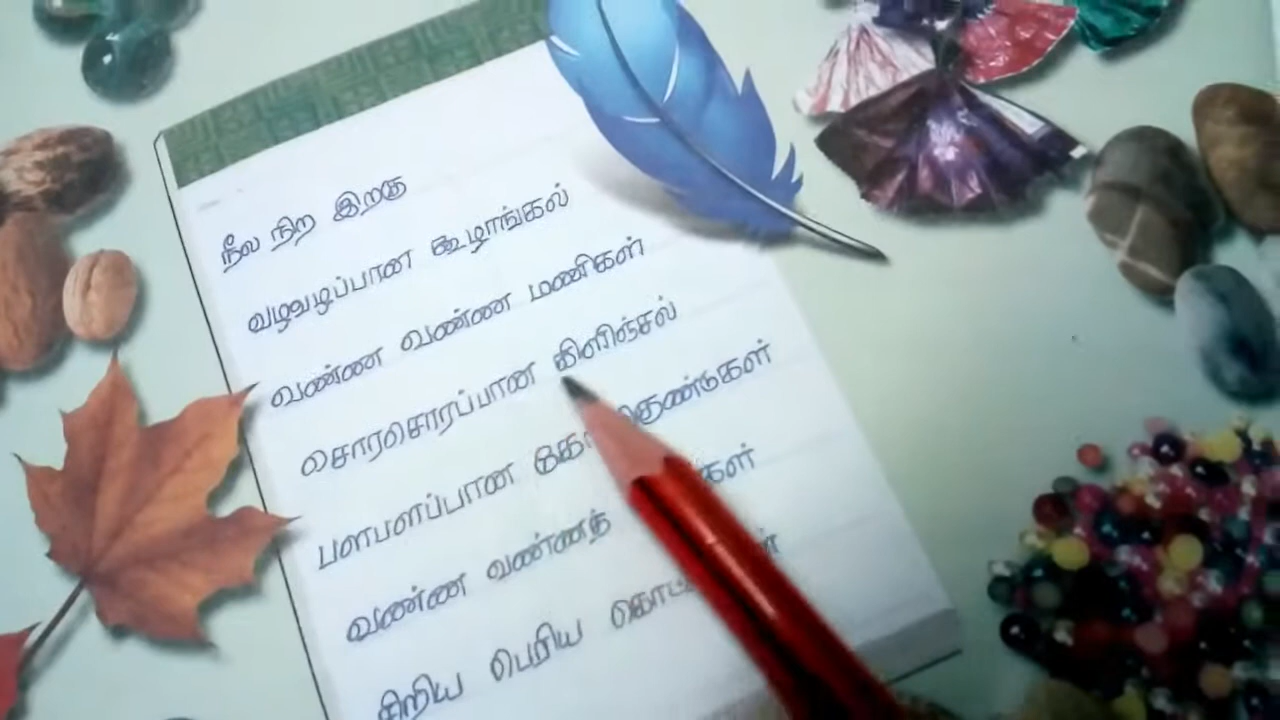 நீல நிற இறகு
வழவழப்பான கூழாங்கல்
வண்ண வண்ண மணிகள்
சொரசொரப்பான கிளிஞ்சல்
பளபளப்பான
வண்ண வண்ணத்
சிறிய பெரிய